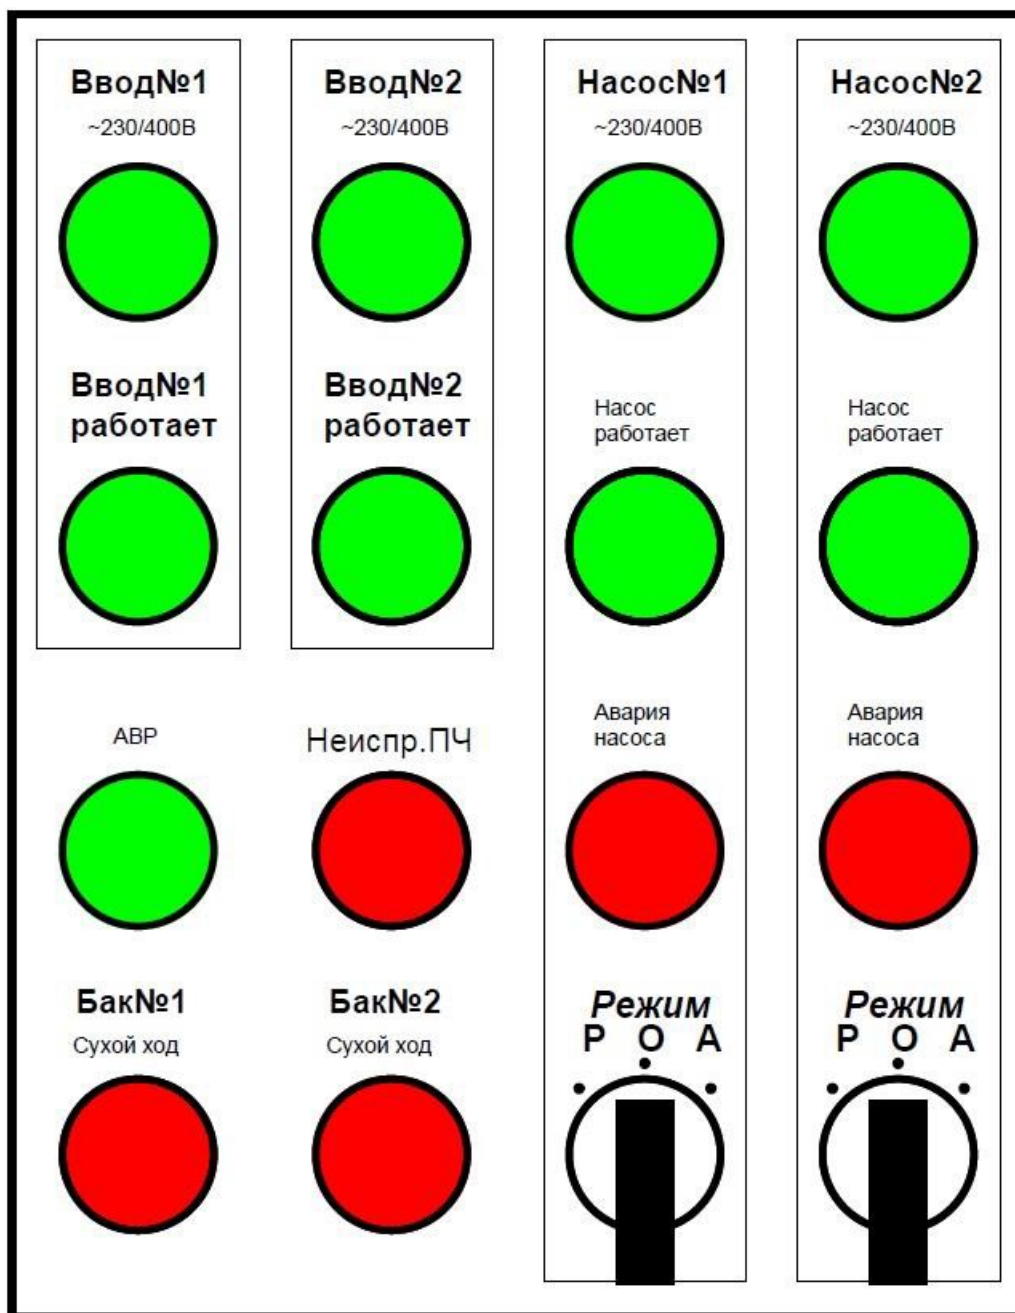 Ввод№1
~230/400В
Ввод№2
~230/400В
Насос№1
~230/400В
Насос№2
~230/400В
Ввод№1
работает
Ввод№2
работает
Насос
работает
Насос
работает
АВР
Неиспр.ПЧ
Авария
насоса
Авария
насоса
Бак№1
Сухой ход
Бак№2
Сухой ход
Режим
Р О А
Режим
Р О А